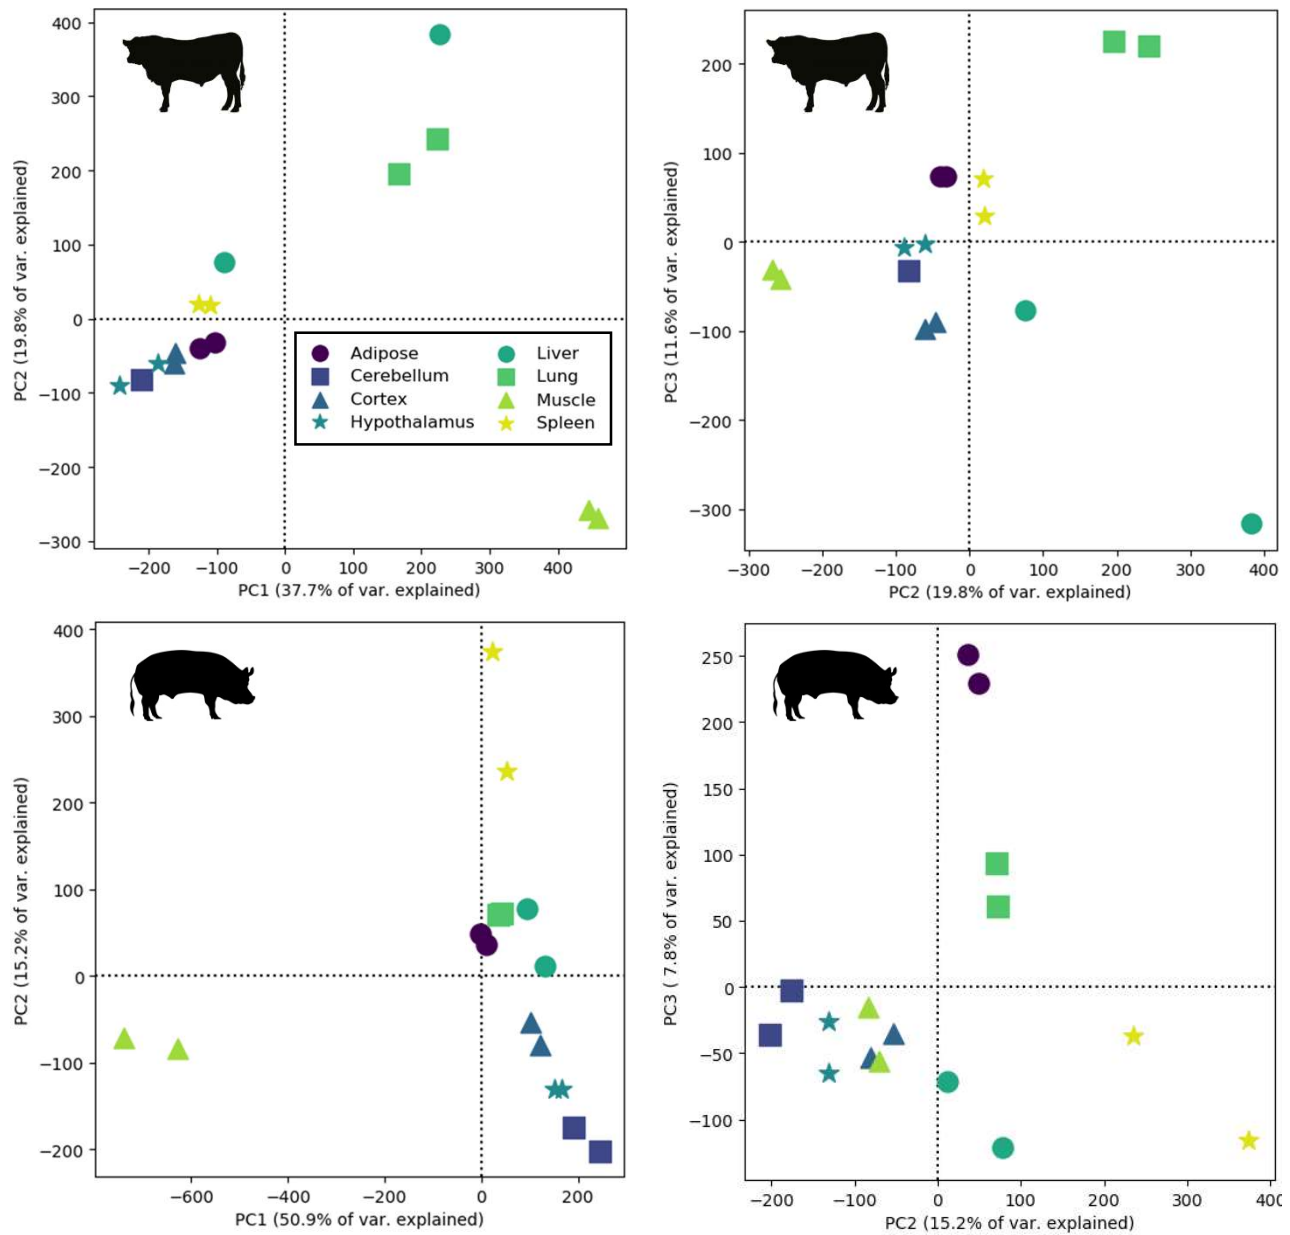 400
300
200
100
0
−100
−200
−300
PC2 (19.8% of var. explained)
Adipose
Cerebellum
Cortex
Hypothalamus
Liver
Lung
Muscle
Spleen
−200 −100 0 100 200 300 400
PC1 (37.7% of var. explained)
200
100
0
−100
−200
−300
PC3 (11.6% of var. explained)
−300 −200 −100 0 100 200 300 400
PC2 (19.8% of var. explained)
400
300
200
100
0
−100
−200
PC2 (15.2% of var. explained)
−600 −400 −200 0 200
PC1 (50.9% of var. explained)
250
200
150
100
50
0
−50
−100
PC3 ( 7.8% of var. explained)
−200 −100 0 100 200 300 400
PC2 (15.2% of var. explained)